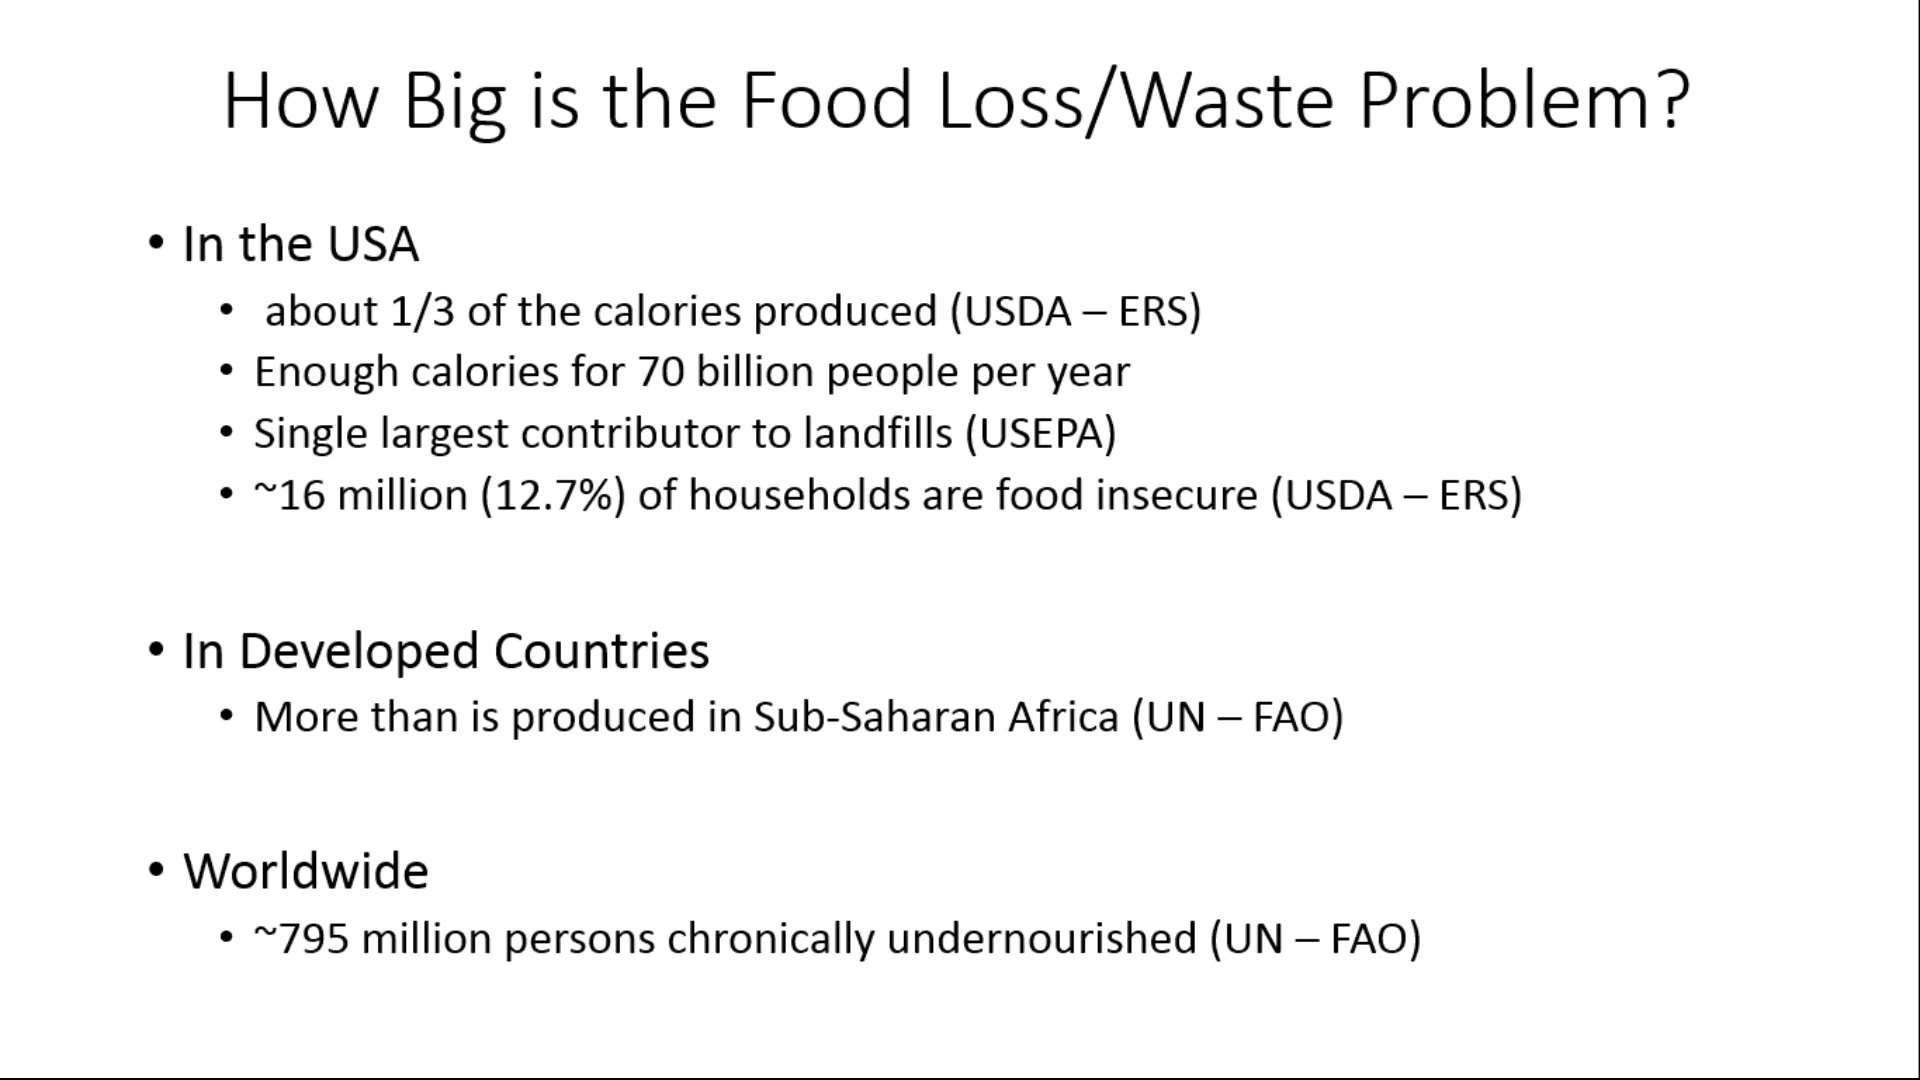 How Big is the Food Loss/Waste Problem?
• In the USA
• about 1/3 of the calories produced (USDA – ERS)
• Enough calories for 70 billion people per year
• Single largest contributor to landfills (USEPA)
• ~16 million (12.7%) of households are food insecure (USDA – ERS)
• In Developed Countries
• More than is produced in Sub-Saharan Africa (UN – FAO)
• Worldwide
• ~795 million persons chronically undernourished (UN – FAO)